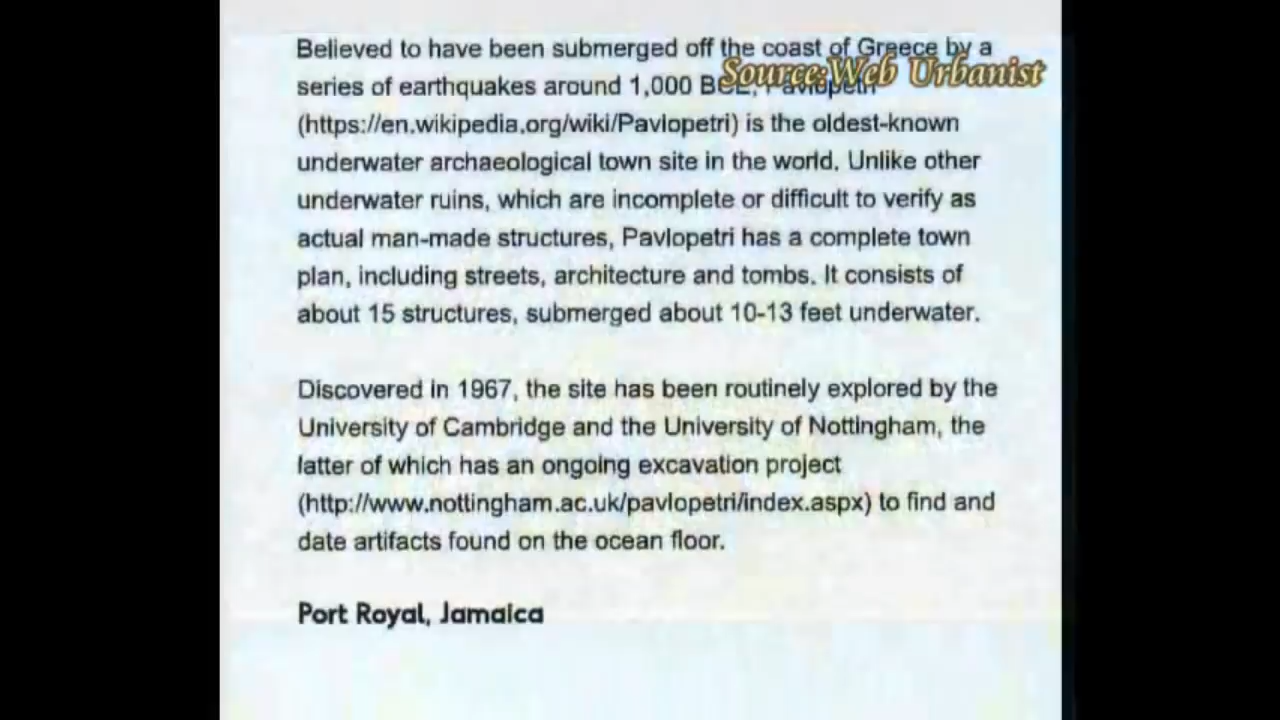 Believed to have been submerged off the coast of Greece by a
Source:Web Urbanist
series of earthquakes around 1,000 BCE, Pavlopetri
(https://en.wikipedia.org/wiki/Pavlopetri) is the oldest-known
underwater archaeological town site in the world. Unlike other
underwater ruins, which are incomplete or difficult to verify as
actual man-made structures, Pavlopetri has a complete town
plan, including streets, architecture and tombs. It consists of
about 15 structures, submerged about 10-13 feet underwater.
Discovered in 1967, the site has been routinely explored by the
University of Cambridge and the University of Nottingham, the
latter of which has an ongoing excavation project
(http://www.nottingham.ac.uk/pavlopetri/index.aspx) to find and
date artifacts found on the ocean floor.
Port Royal, Jamaica